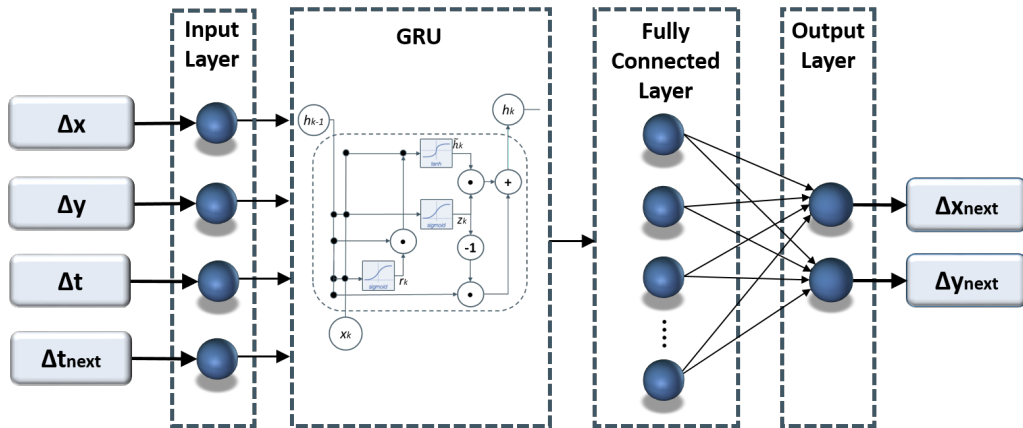 Input
Layer
GRU
Fully
Connected
Layer
Output
Layer
Δx
Δy
Δt
Δtnext
hk-1
hk
h̃k
tanh
zk
sigmoid
-1
+
rk
sigmoid
xk
Δxnext
Δynext